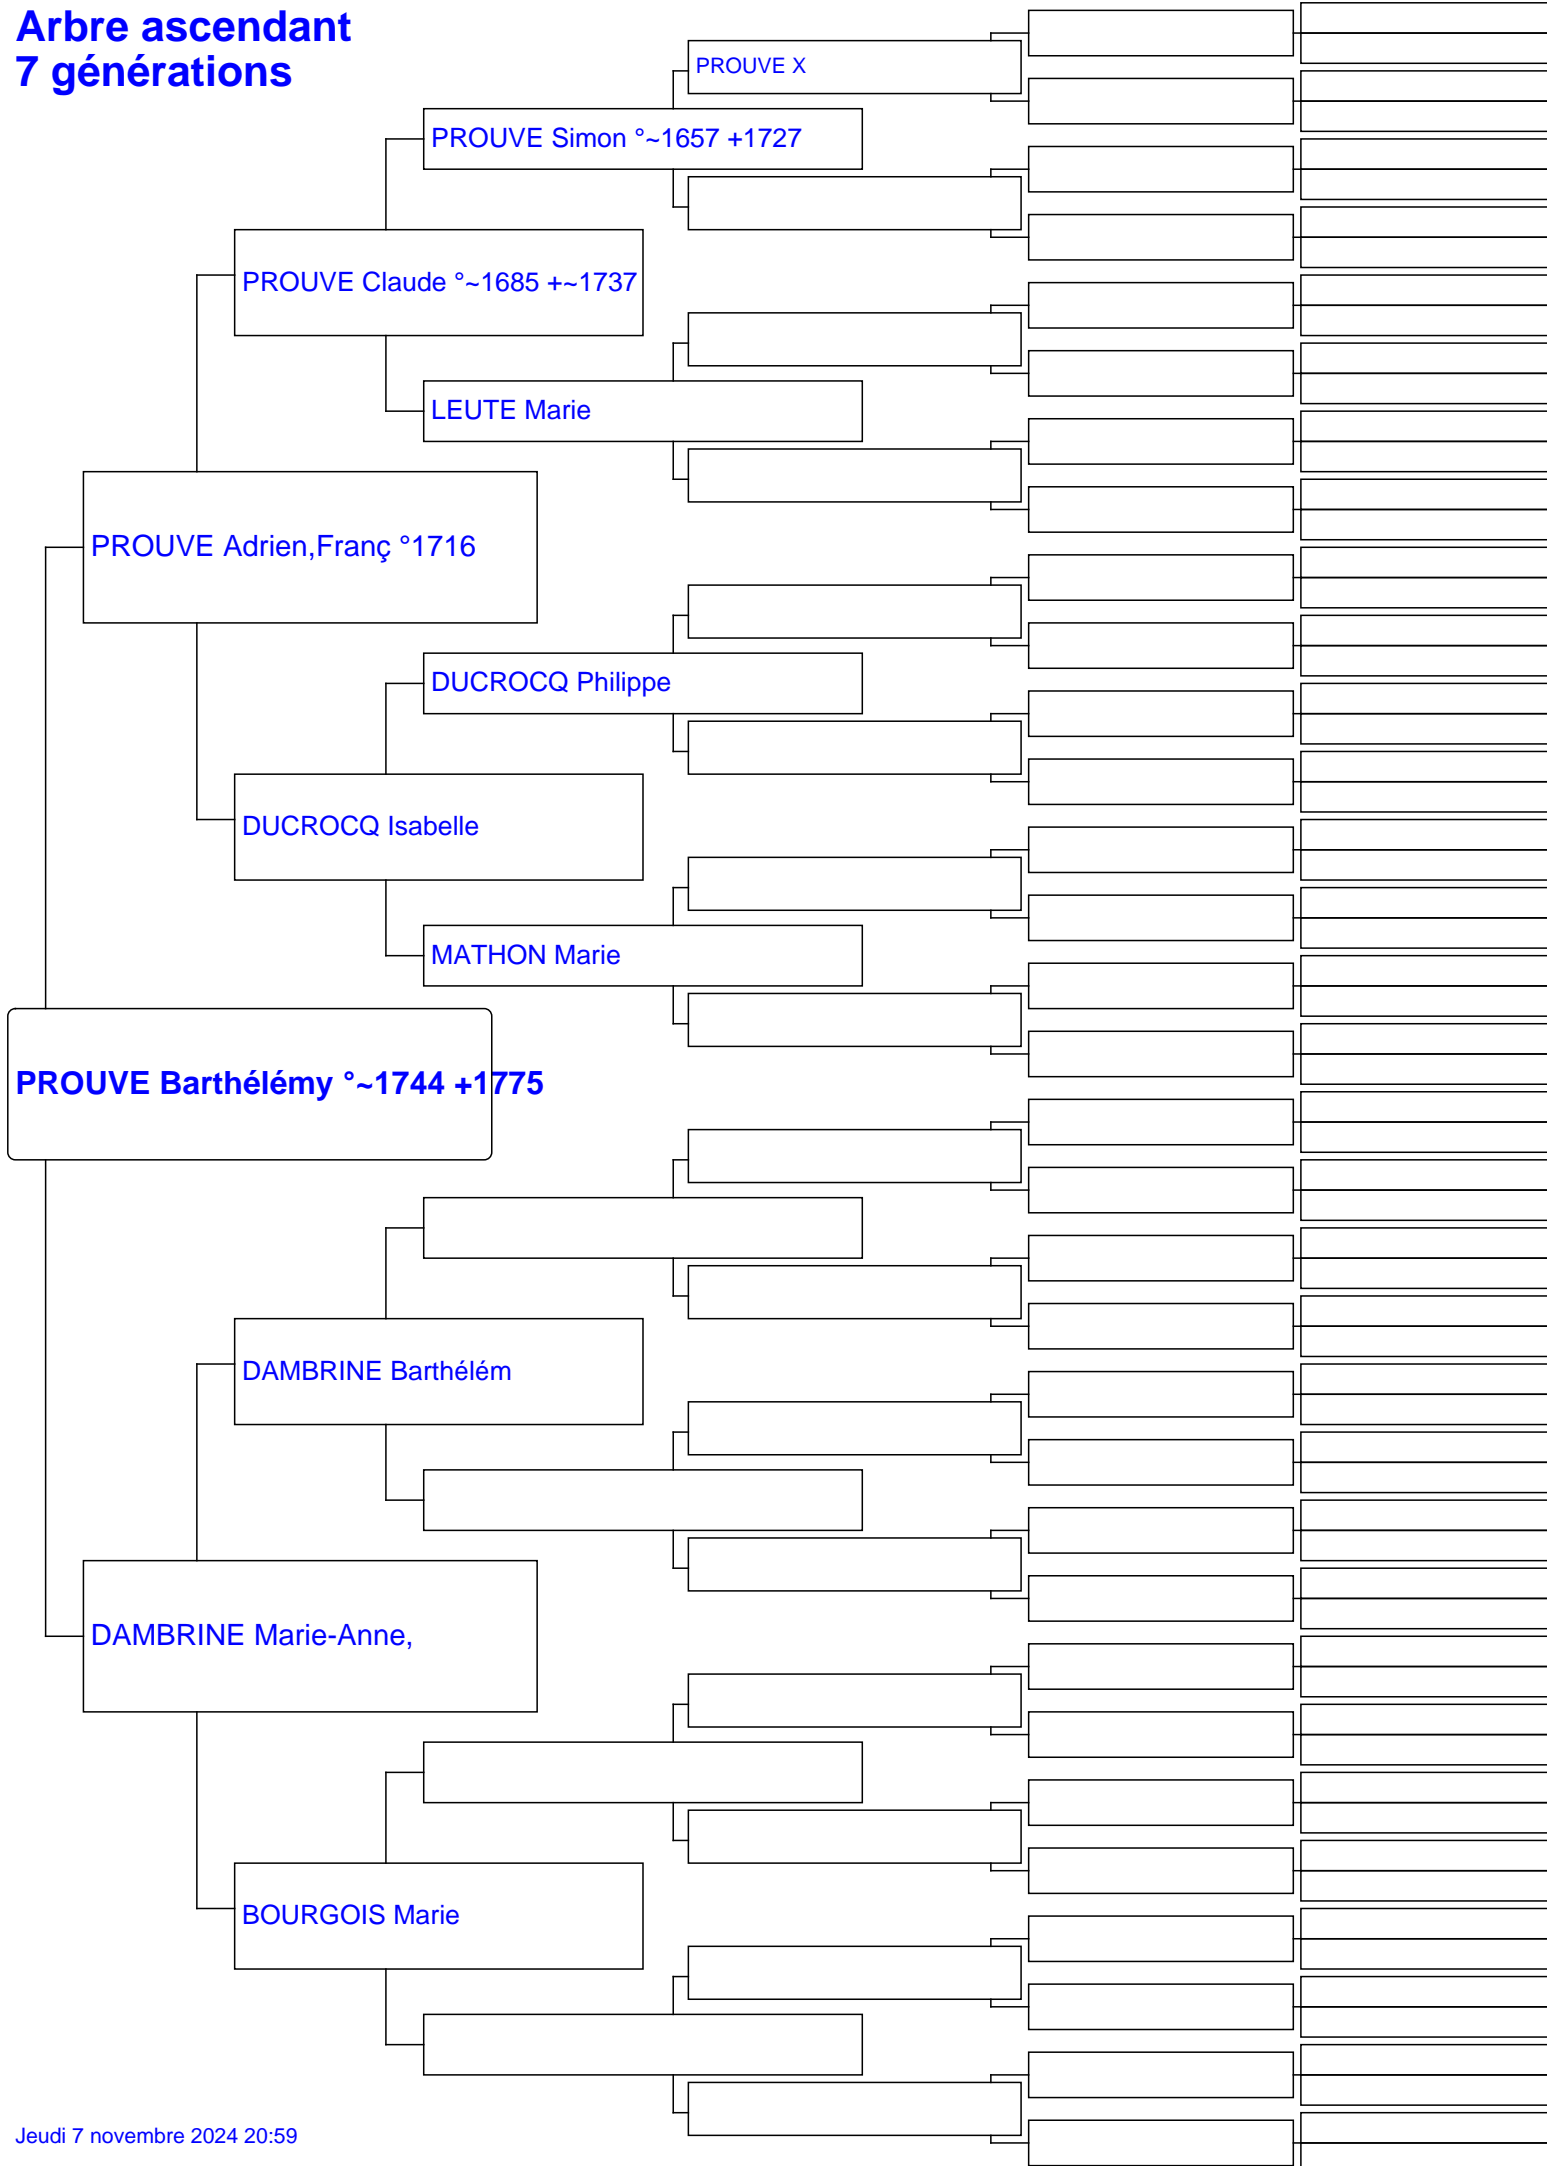 Arbre ascendant
7 générations
PROUVE X
PROUVE Simon °~1657 +1727
PROUVE Claude °~1685 +~1737
LEUTE Marie
PROUVE Adrien,Franç °1716
DUCROCQ Philippe
DUCROCQ Isabelle
MATHON Marie
PROUVE Barthélémy °~1744 +1775
DAMBRINE Barthélém
DAMBRINE Marie-Anne,
BOURGOIS Marie
Jeudi 7 novembre 2024 20:59